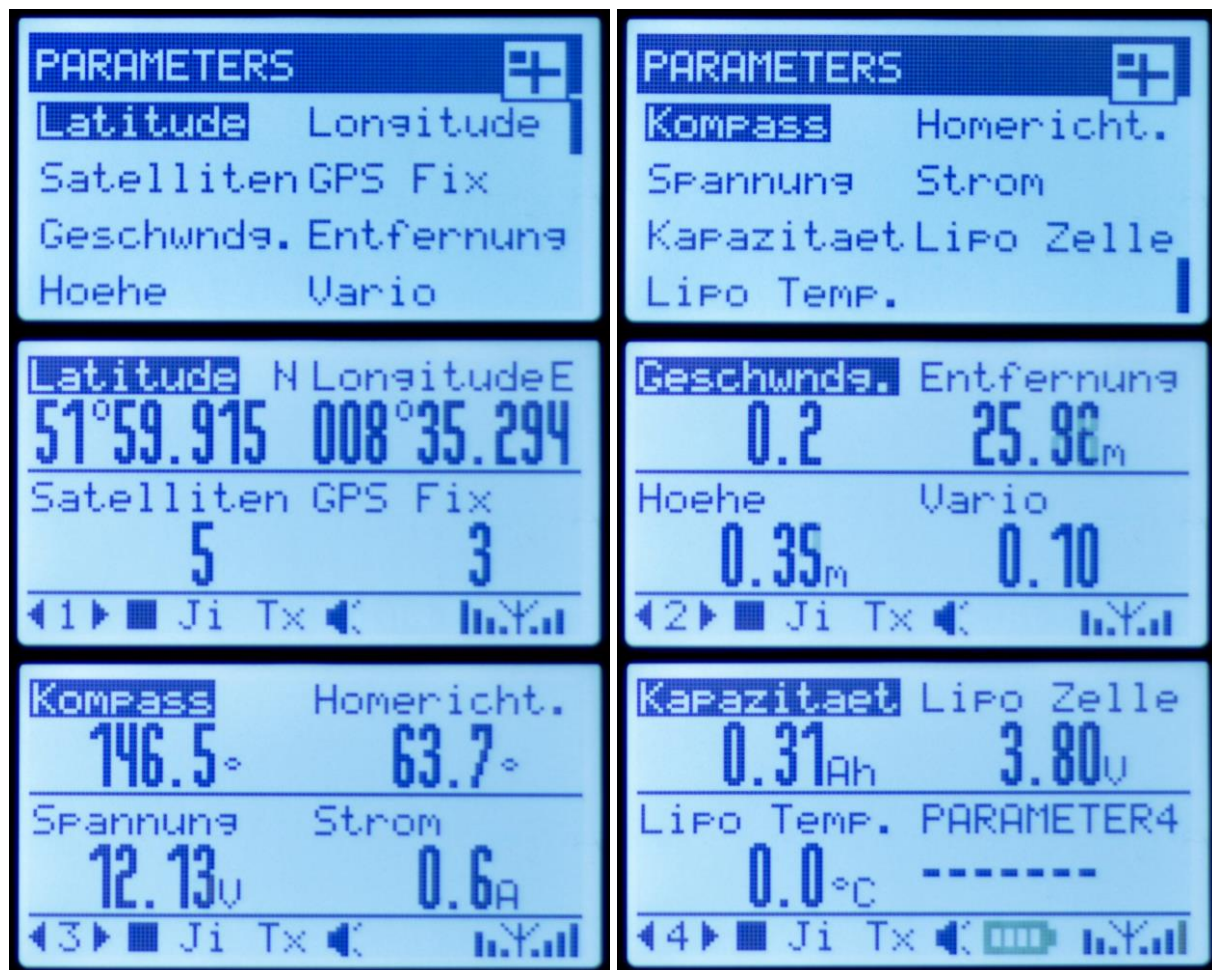 PARAMETERS
Latitude Longitude
Satelliten GPS Fix
Geschwndg. Entfernung
Hoehe Vario
PARAMETERS
Kompass Homericht.
Spannung Strom
Kapazitaet Lipo Zelle
Lipo Temp.
Latitude N Longitude E
51°59.915 008°35.294
Satelliten GPS Fix
5 3
1 Ji Tx
Geschwndg. Entfernung
0.2 m
Hoehe Vario
0.35m 0.10
2 Ji Tx
Kompass Homericht.
146.5° 63.7°
Spannung Strom
12.13V 0.6A
3 Ji Tx
Kapazitaet Lipo Zelle
0.31Ah 3.80V
Lipo Temp. PARAMETER4
0.0°C -------
4 Ji Tx